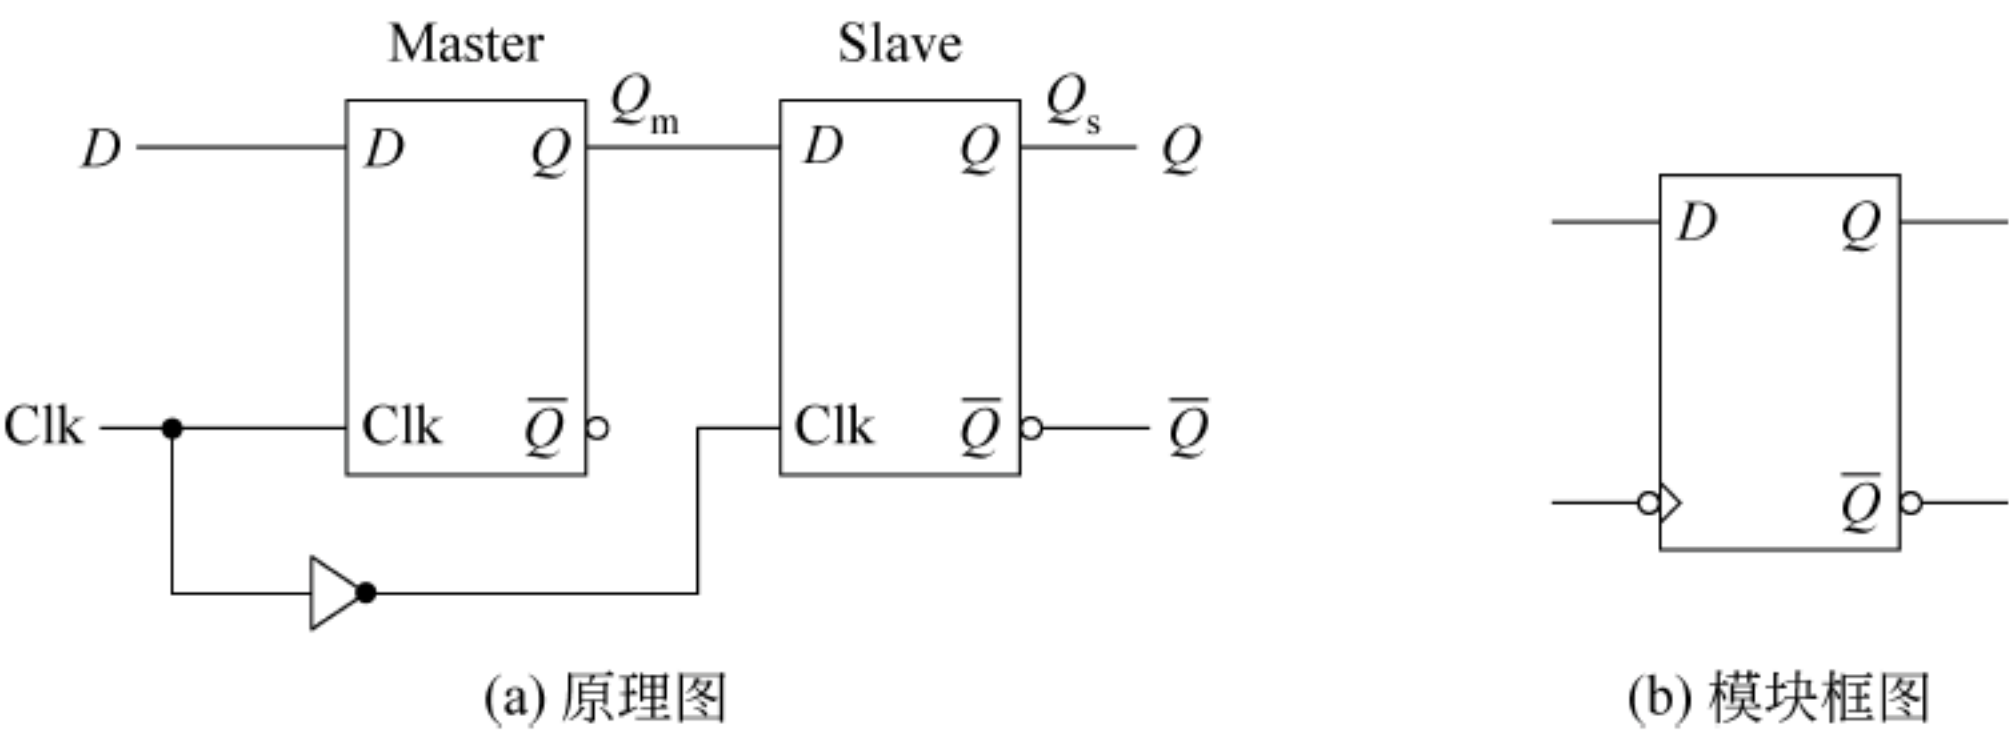 Master Slave
Qm Qs
D D Q D Q Q
D Q
Clk Clk Q̅ Clk Q̅ Q̅
Q̅
(a) 原理图
(b) 模块框图